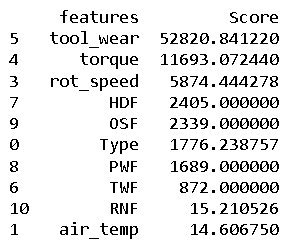 features Score
5 tool_wear 52820.841220
4 torque 11693.072440
3 rot_speed 5874.444278
7 HDF 2405.000000
9 OSF 2339.000000
0 Type 1776.238757
8 PWF 1689.000000
6 TWF 872.000000
10 RNF 15.210526
1 air_temp 14.606750